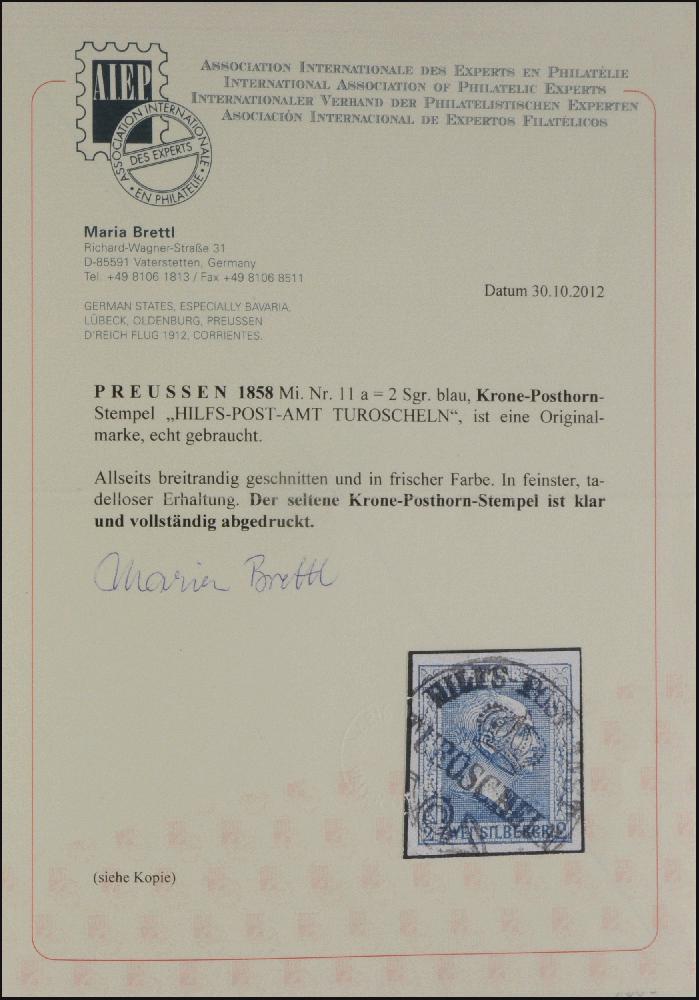 AIEP
ASSOCIATION INTERNATIONALE
DES EXPERTS
• EN PHILATELIE •
ASSOCIATION INTERNATIONALE DES EXPERTS EN PHILATÉLIE
INTERNATIONAL ASSOCIATION OF PHILATELIC EXPERTS
INTERNATIONALER VERBAND DER PHILATELISTISCHEN EXPERTEN
ASOCIACIÓN INTERNACIONAL DE EXPERTOS FILATÉLICOS
Maria Brettl
Richard-Wagner-Straße 31
D-85591 Vaterstetten, Germany
Tel. +49 8106 1813 / Fax +49 8106 8511
Datum 30.10.2012
GERMAN STATES, ESPECIALLY BAVARIA,
LÜBECK, OLDENBURG, PREUSSEN
D'REICH FLUG 1912, CORRIENTES.
PREUSSEN 1858 Mi. Nr. 11 a = 2 Sgr. blau, Krone-Posthorn-
Stempel „HILFS-POST-AMT TUROSCHELN“, ist eine Original-
marke, echt gebraucht.
Allseits breitrandig geschnitten und in frischer Farbe. In feinster, ta-
delloser Erhaltung. Der seltene Krone-Posthorn-Stempel ist klar
und vollständig abgedruckt.
Maria Brettl
HILFS POST
TUROSCHELN
2 ZWEI SILBERGR. 2
(siehe Kopie)